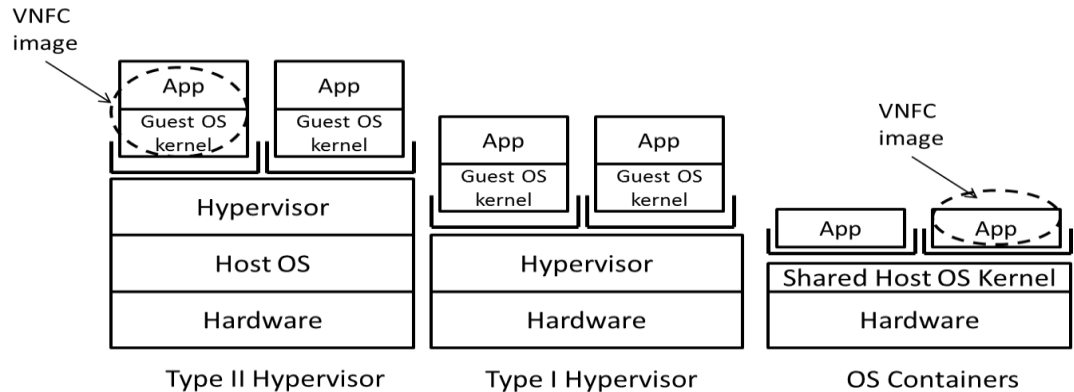 VNFC
image
App
Guest OS
kernel
App
Guest OS
kernel
Hypervisor
Host OS
Hardware
Type II Hypervisor
App
Guest OS
kernel
App
Guest OS
kernel
Hypervisor
Hardware
Type I Hypervisor
VNFC
image
App
App
Shared Host OS Kernel
Hardware
OS Containers